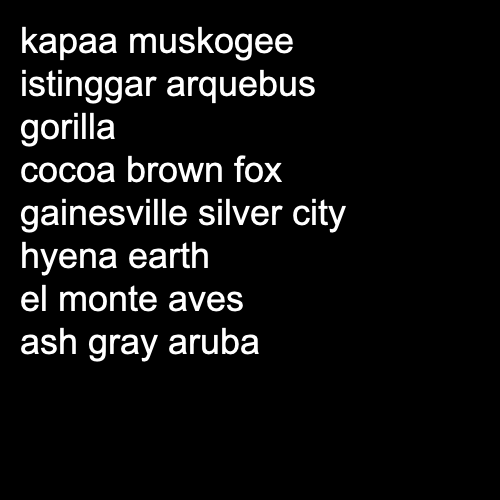 kapaa muskogee
istinggar arquebus
gorilla
cocoa brown fox
gainesville silver city
hyena earth
el monte aves
ash gray aruba